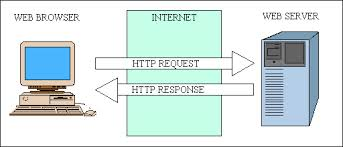 WEB BROWSER
INTERNET
WEB SERVER
HTTP REQUEST
HTTP RESPONSE